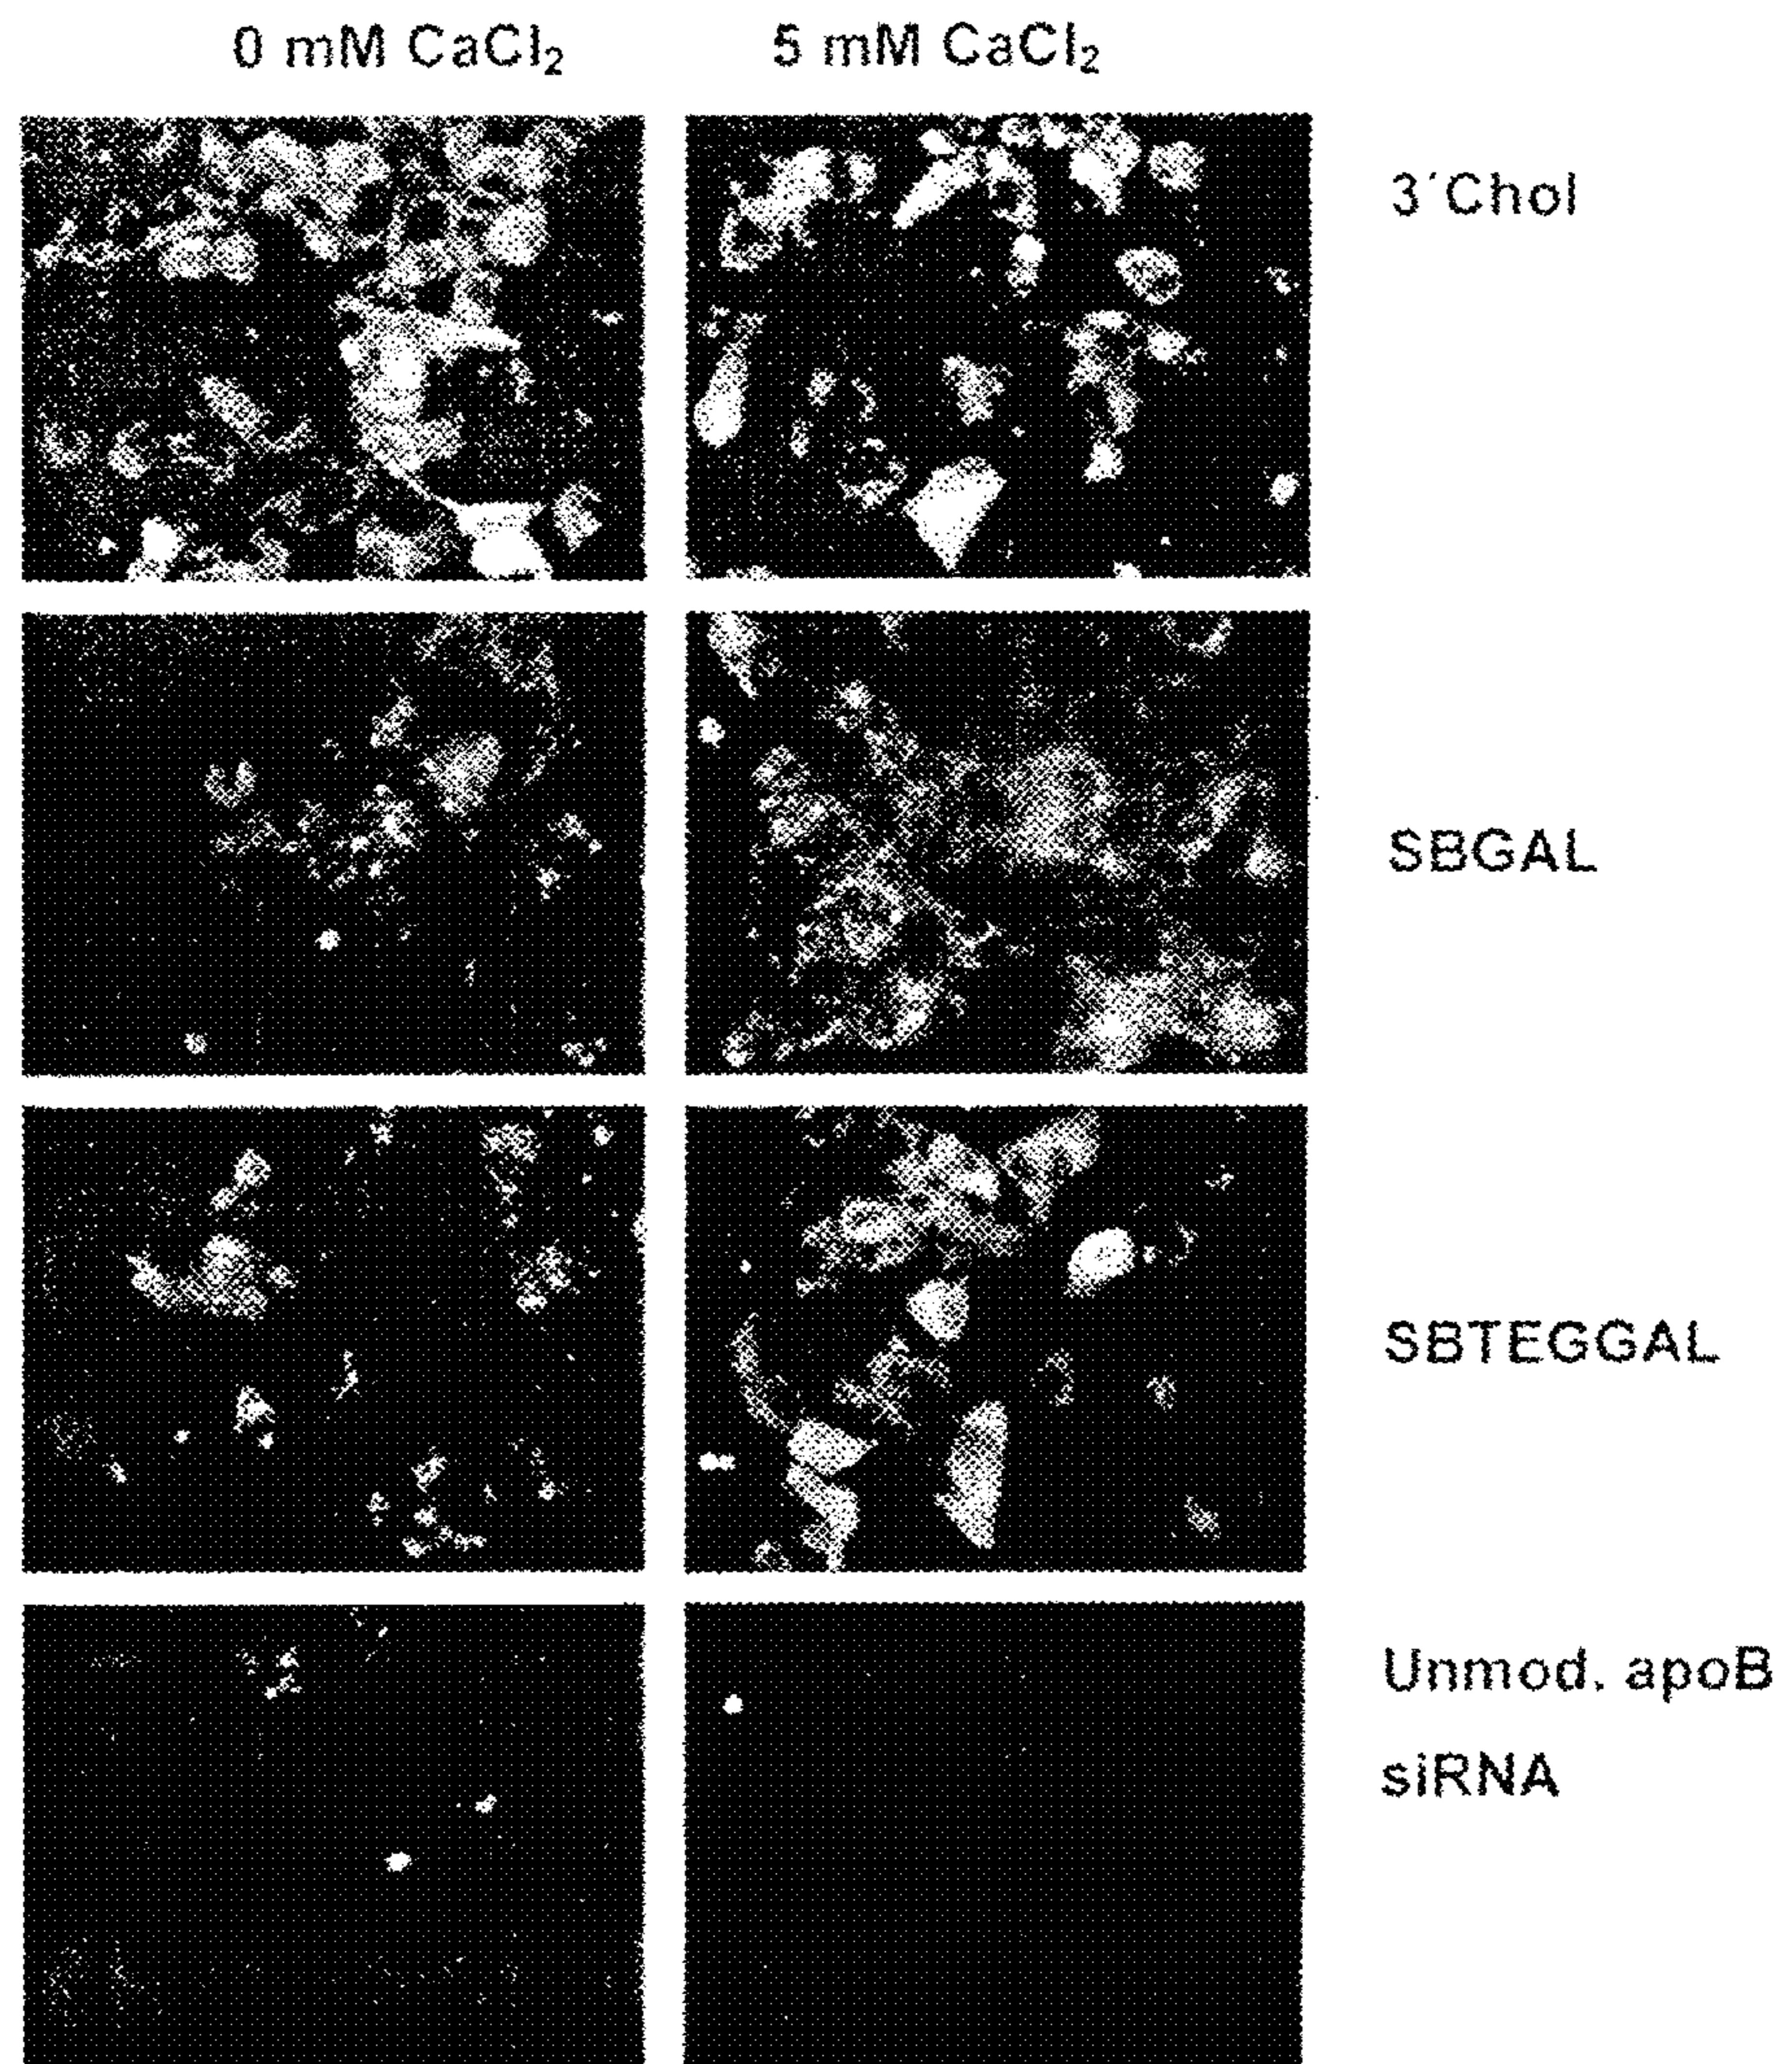 0 mM CaCl₂ 5 mM CaCl₂
3´Chol
SBGAL
SBTEGGAL
Unmod. apoB
siRNA